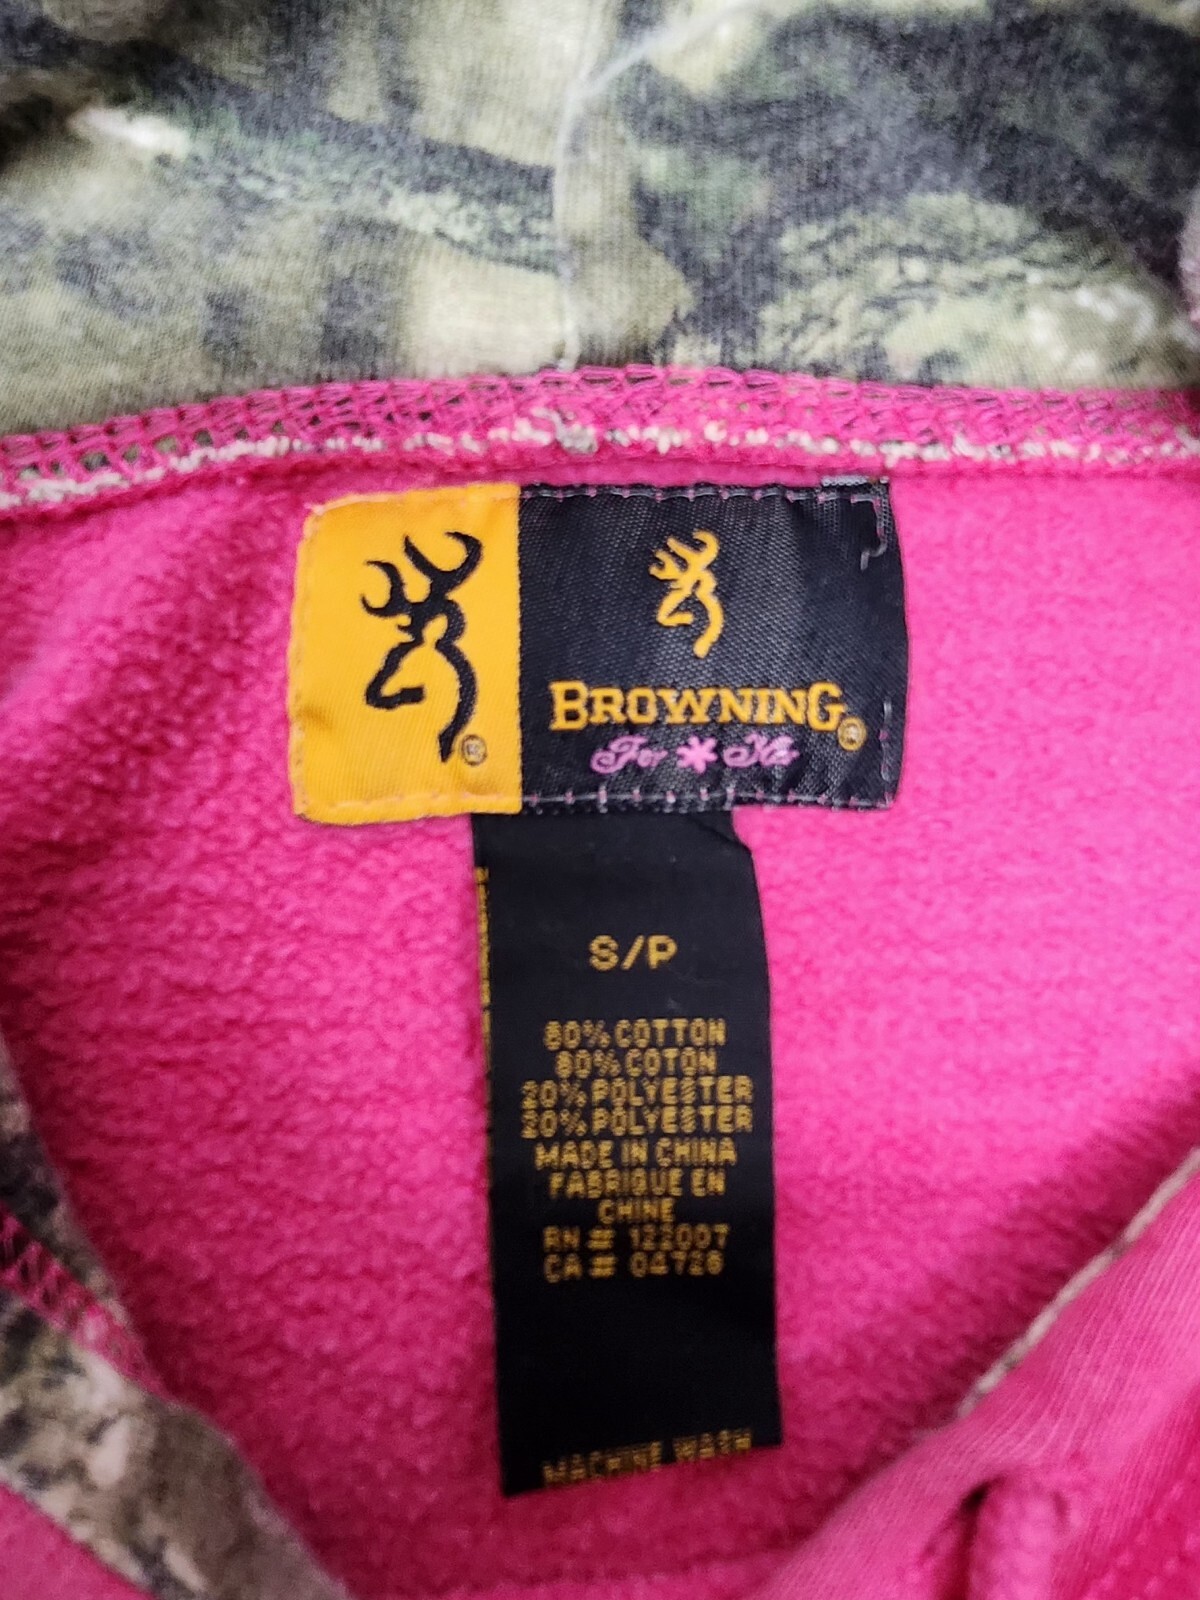 BROWNING®
For * Her
®
S/P
80% COTTON
80% COTON
20% POLYESTER
20% POLYESTER
MADE IN CHINA
FABRIQUE EN
CHINE
RN # 122007
CA # 04726
MACHINE WASH